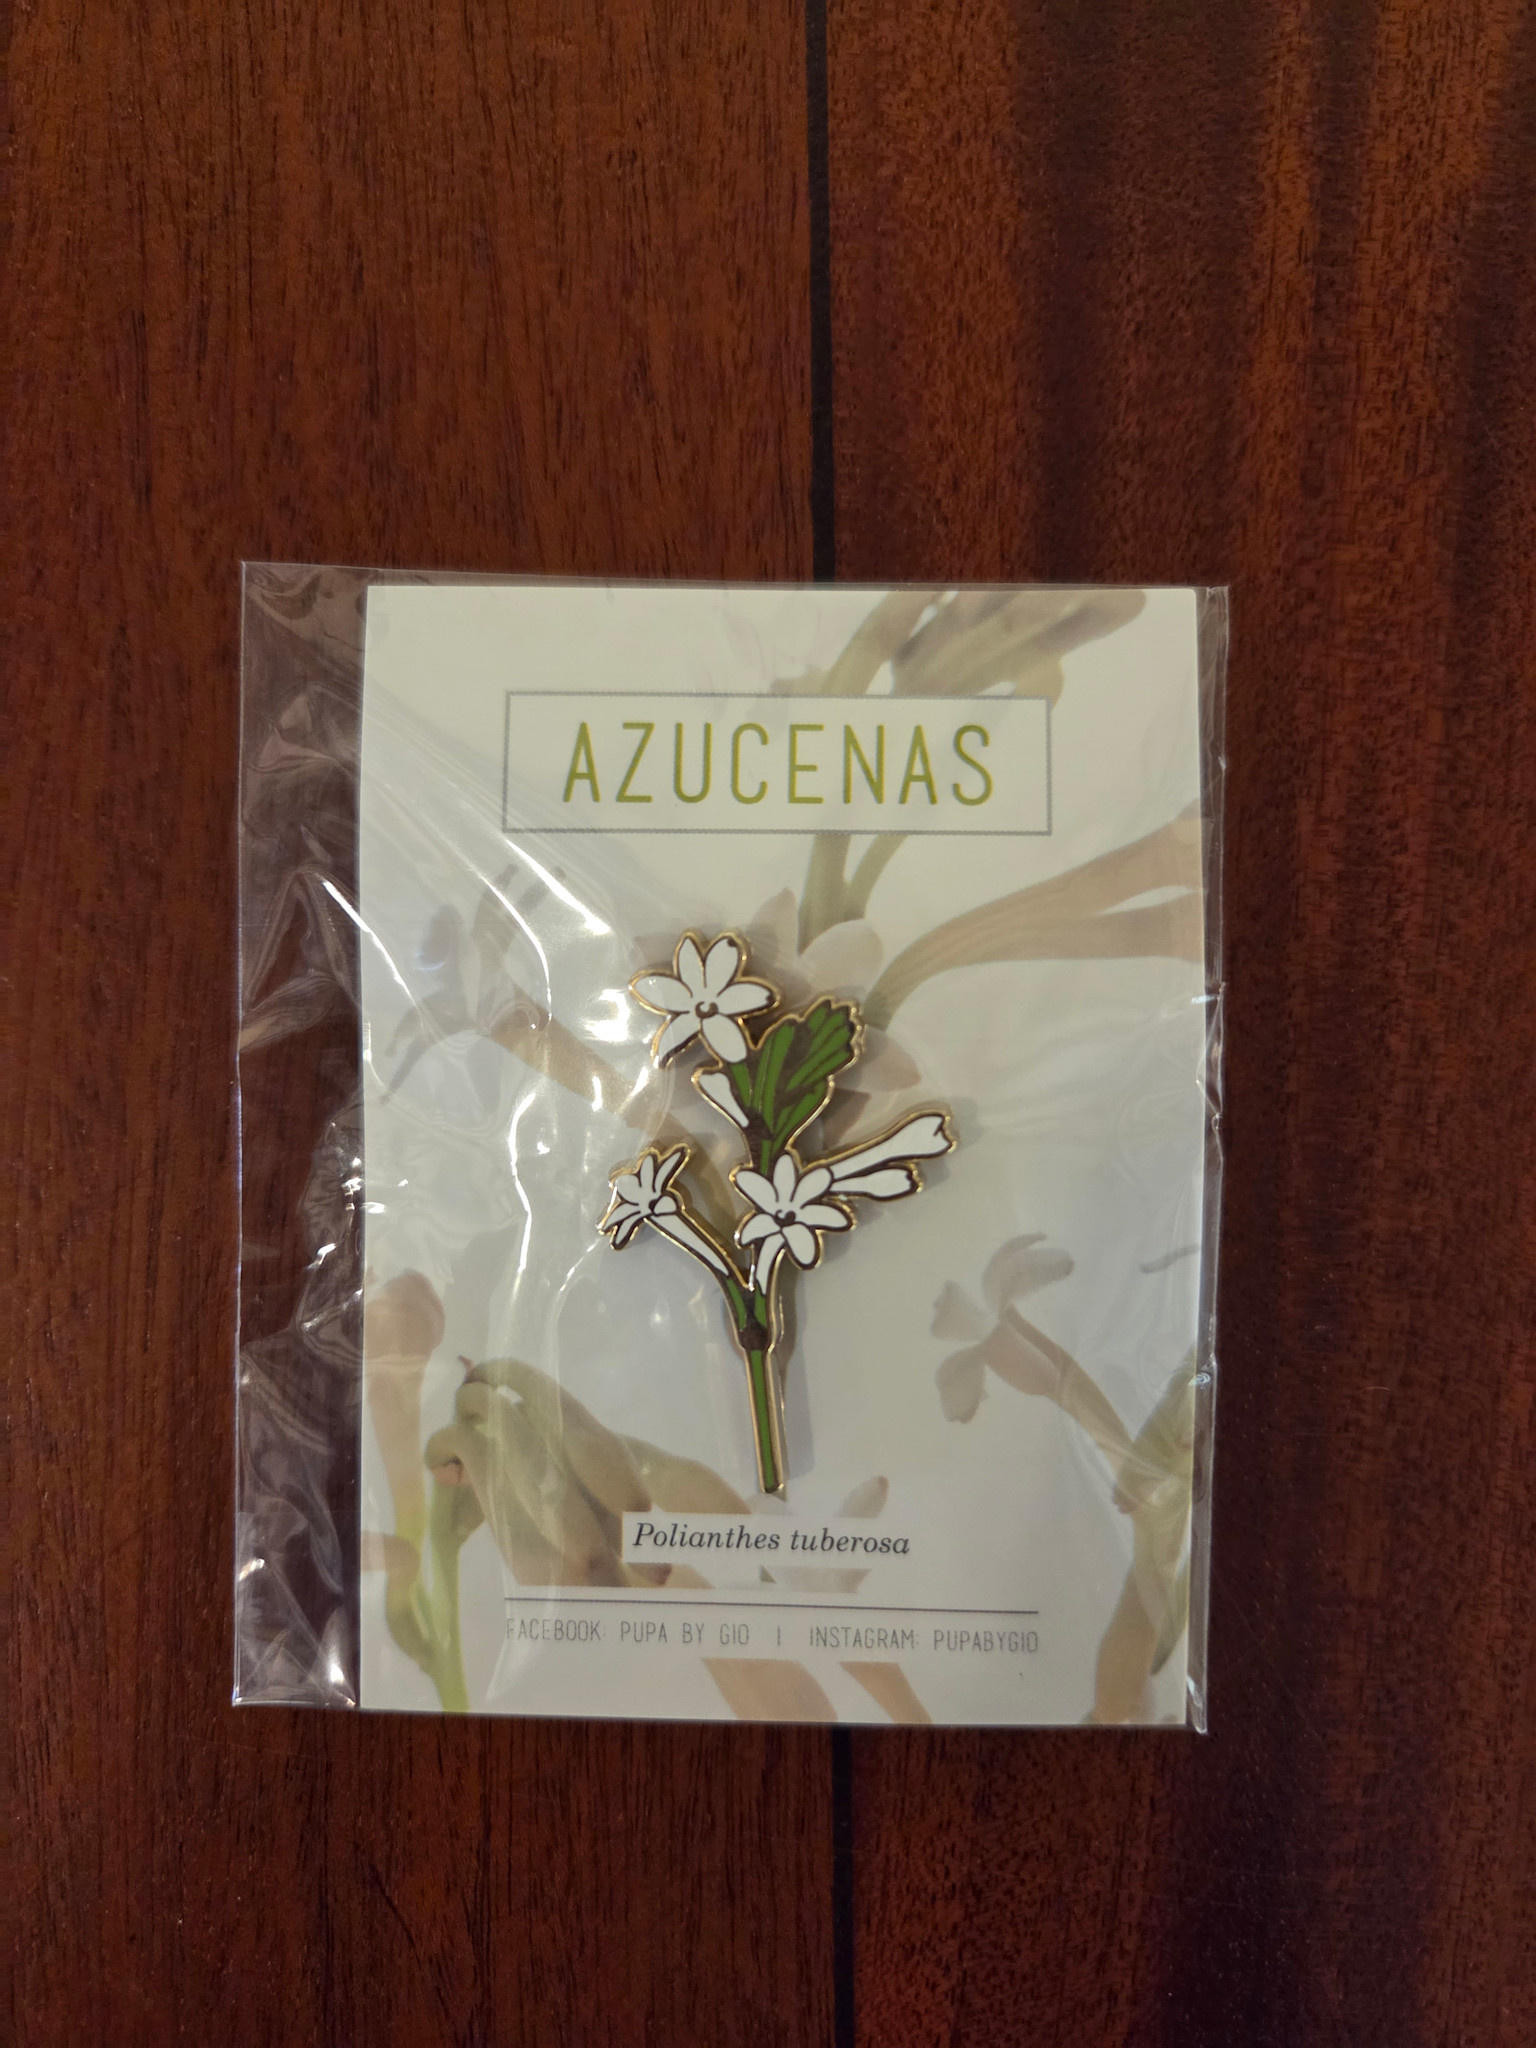 AZUCENAS
Polianthes tuberosa
FACEBOOK: PUPA BY GIO | INSTAGRAM: PUPABYGIO